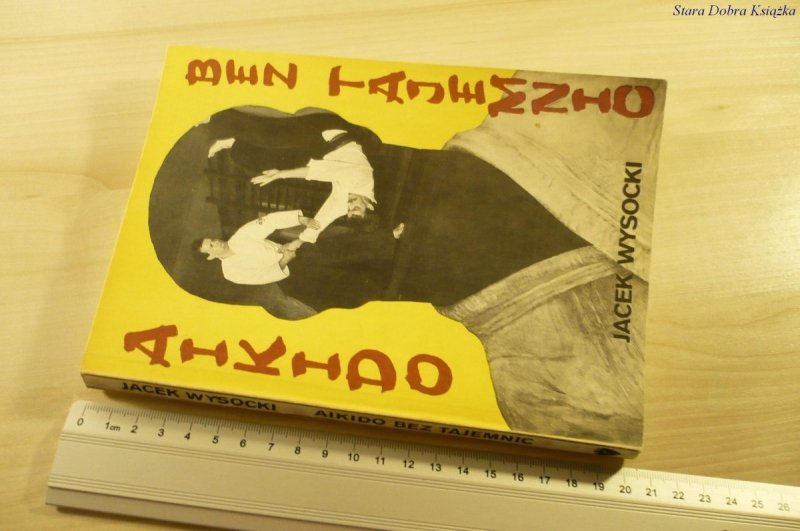 Stara Dobra Książka
BEZ TAJEMNIC
AIKIDO
JACEK WYSOCKI
JACEK WYSOCKI AIKIDO BEZ TAJEMNIC
0 1cm 2 3 4 5 6 7 8 9 10 11 12 13 14 15 16 17 18 19 20 21 22 23 24 25 26